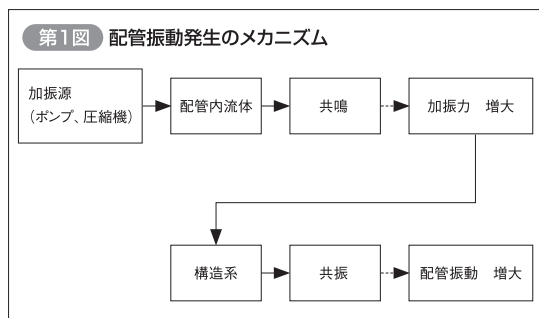 第1図 配管振動発生のメカニズム
加振源
（ポンプ、圧縮機）
配管内流体
共鳴
加振力　増大
構造系
共振
配管振動　増大